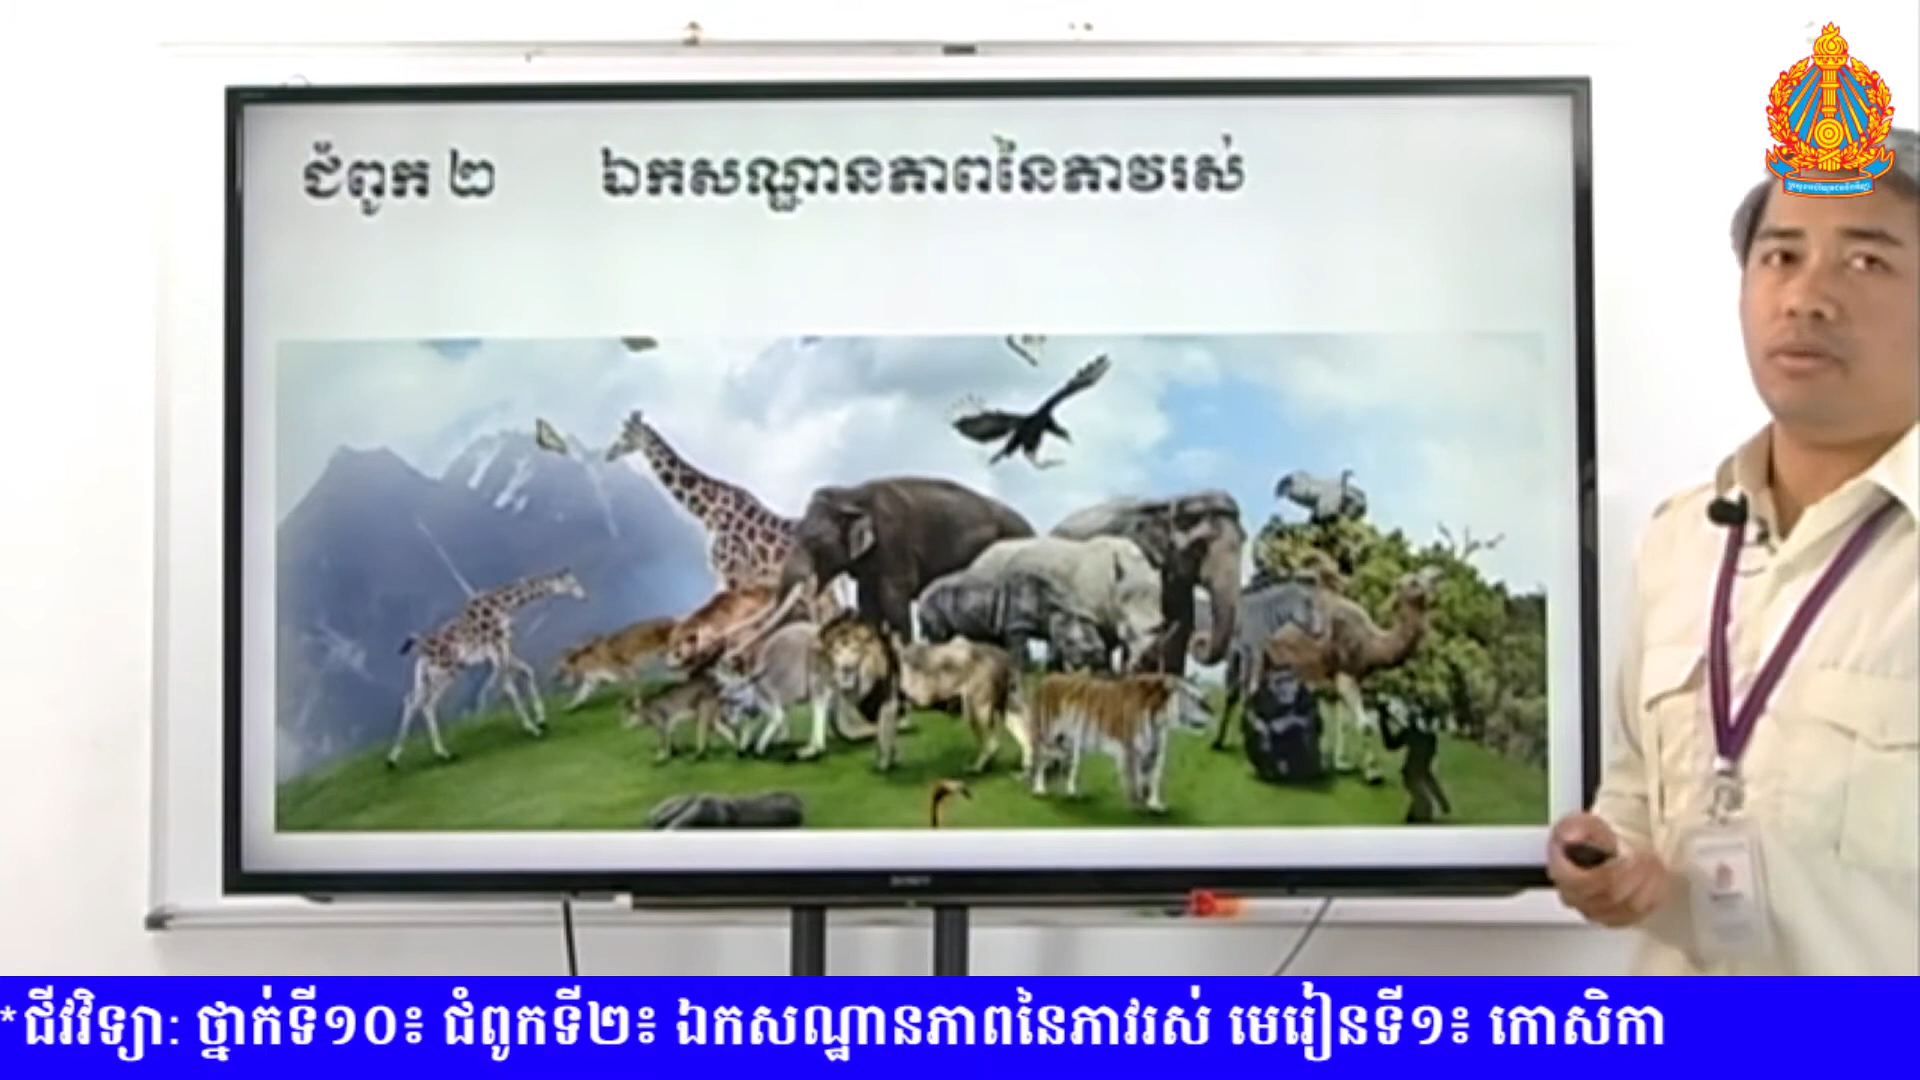 ជំពូក ២ ឯកសណ្ឋានភាពនៃភាវរស់
SONY
*ជីវវិទ្យា: ថ្នាក់ទី១០៖ ជំពូកទី២៖ ឯកសណ្ឋានភាពនៃភាវរស់ មេរៀនទី១៖ កោសិកា